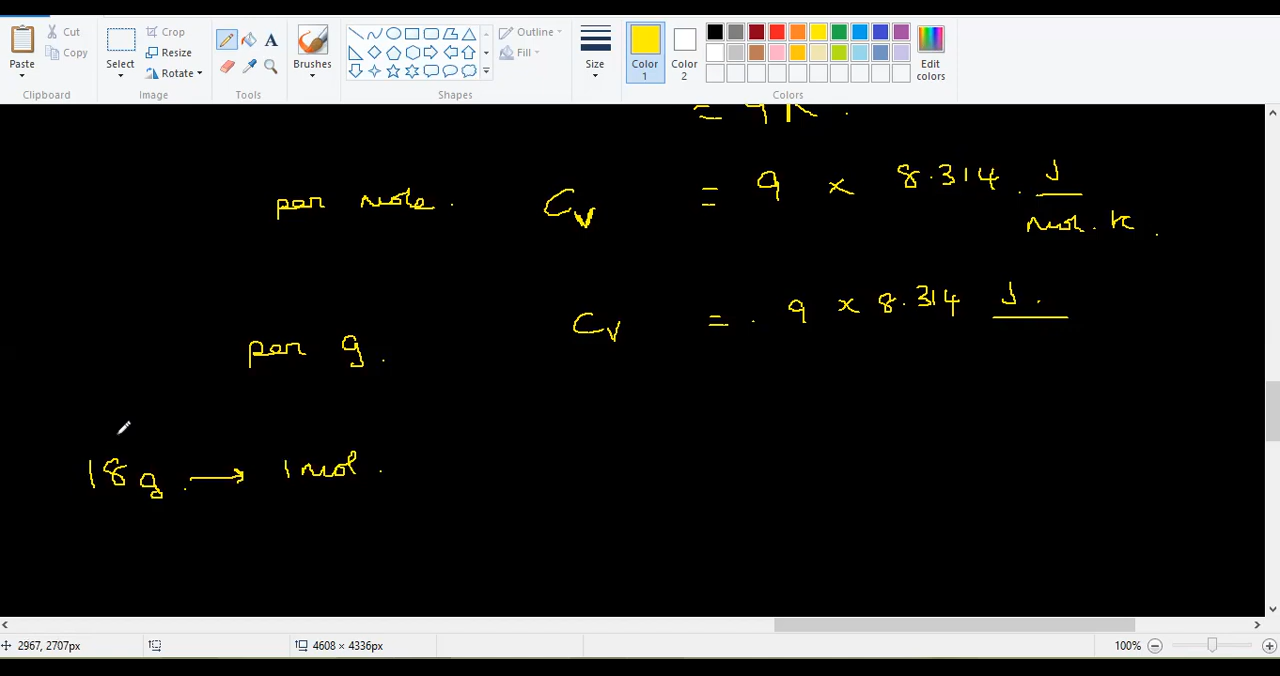 Cut
Copy
Paste
Clipboard
Select
Crop
Resize
Rotate
Image
A
Tools
Brushes
Outline
Fill
Shapes
Size
Color 1
Color 2
Edit colors
Colors
= 9R.
per mole. Cv = 9 x 8.314. J
mol. K.
per g. Cv =. 9 x 8.314 J.
18 g. → 1 mol.
2967, 2707px
4608 × 4336px
100%